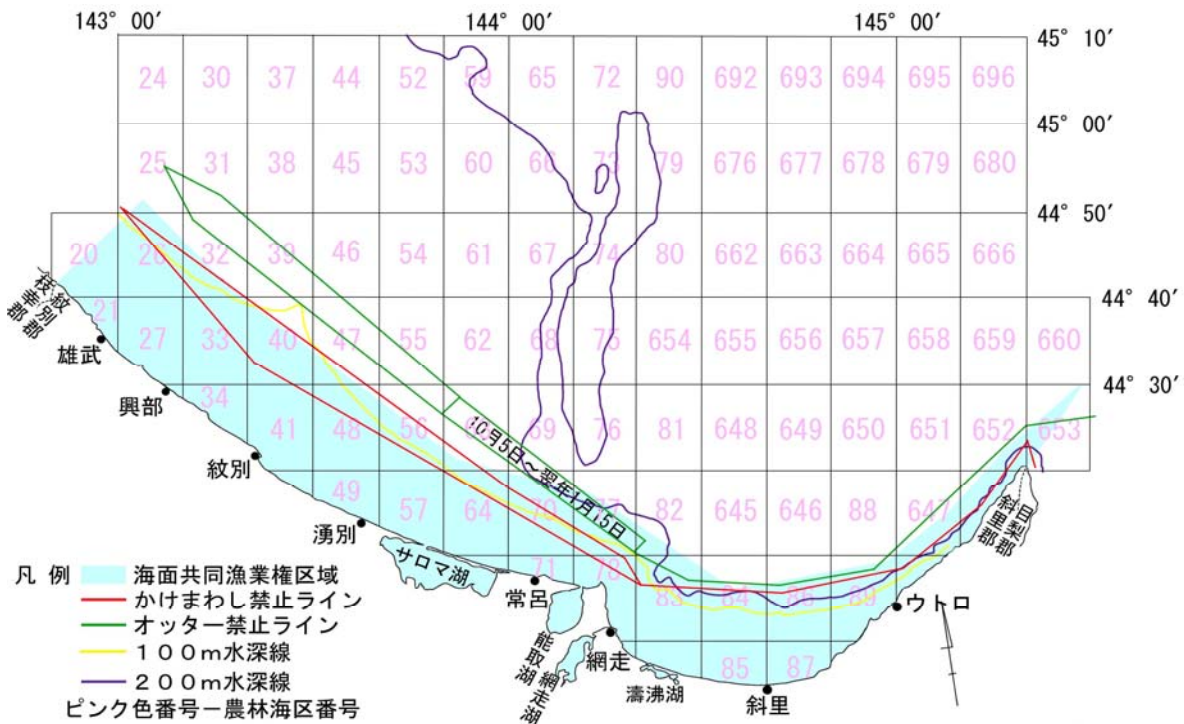 143° 00′ 144° 00′ 145° 00′
45° 10′
24 30 37 44 52 59 65 72 90 692 693 694 695 696
45° 00′
25 31 38 45 53 60 66 73 79 676 677 678 679 680
44° 50′
20 26 32 39 46 54 61 67 74 80 662 663 664 665 666
44° 40′
21 27 33 40 47 55 62 68 75 654 655 656 657 658 659 660
44° 30′
34 41 48 56 63 69 76 81 648 649 650 651 652 653
10月5日~翌年1月15日
49 57 64 70 77 82 645 646 88 647
71 78 83 84 86 89
85 87
枝幸郡
紋別郡
雄武
興部
紋別
湧別
サロマ湖
常呂
能取湖
網走湖
網走
濤沸湖
斜里
ウトロ
斜里郡
目梨郡
凡例
海面共同漁業権区域
かけまわし禁止ライン
オッター禁止ライン
100m水深線
200m水深線
ピンク色番号-農林海区番号